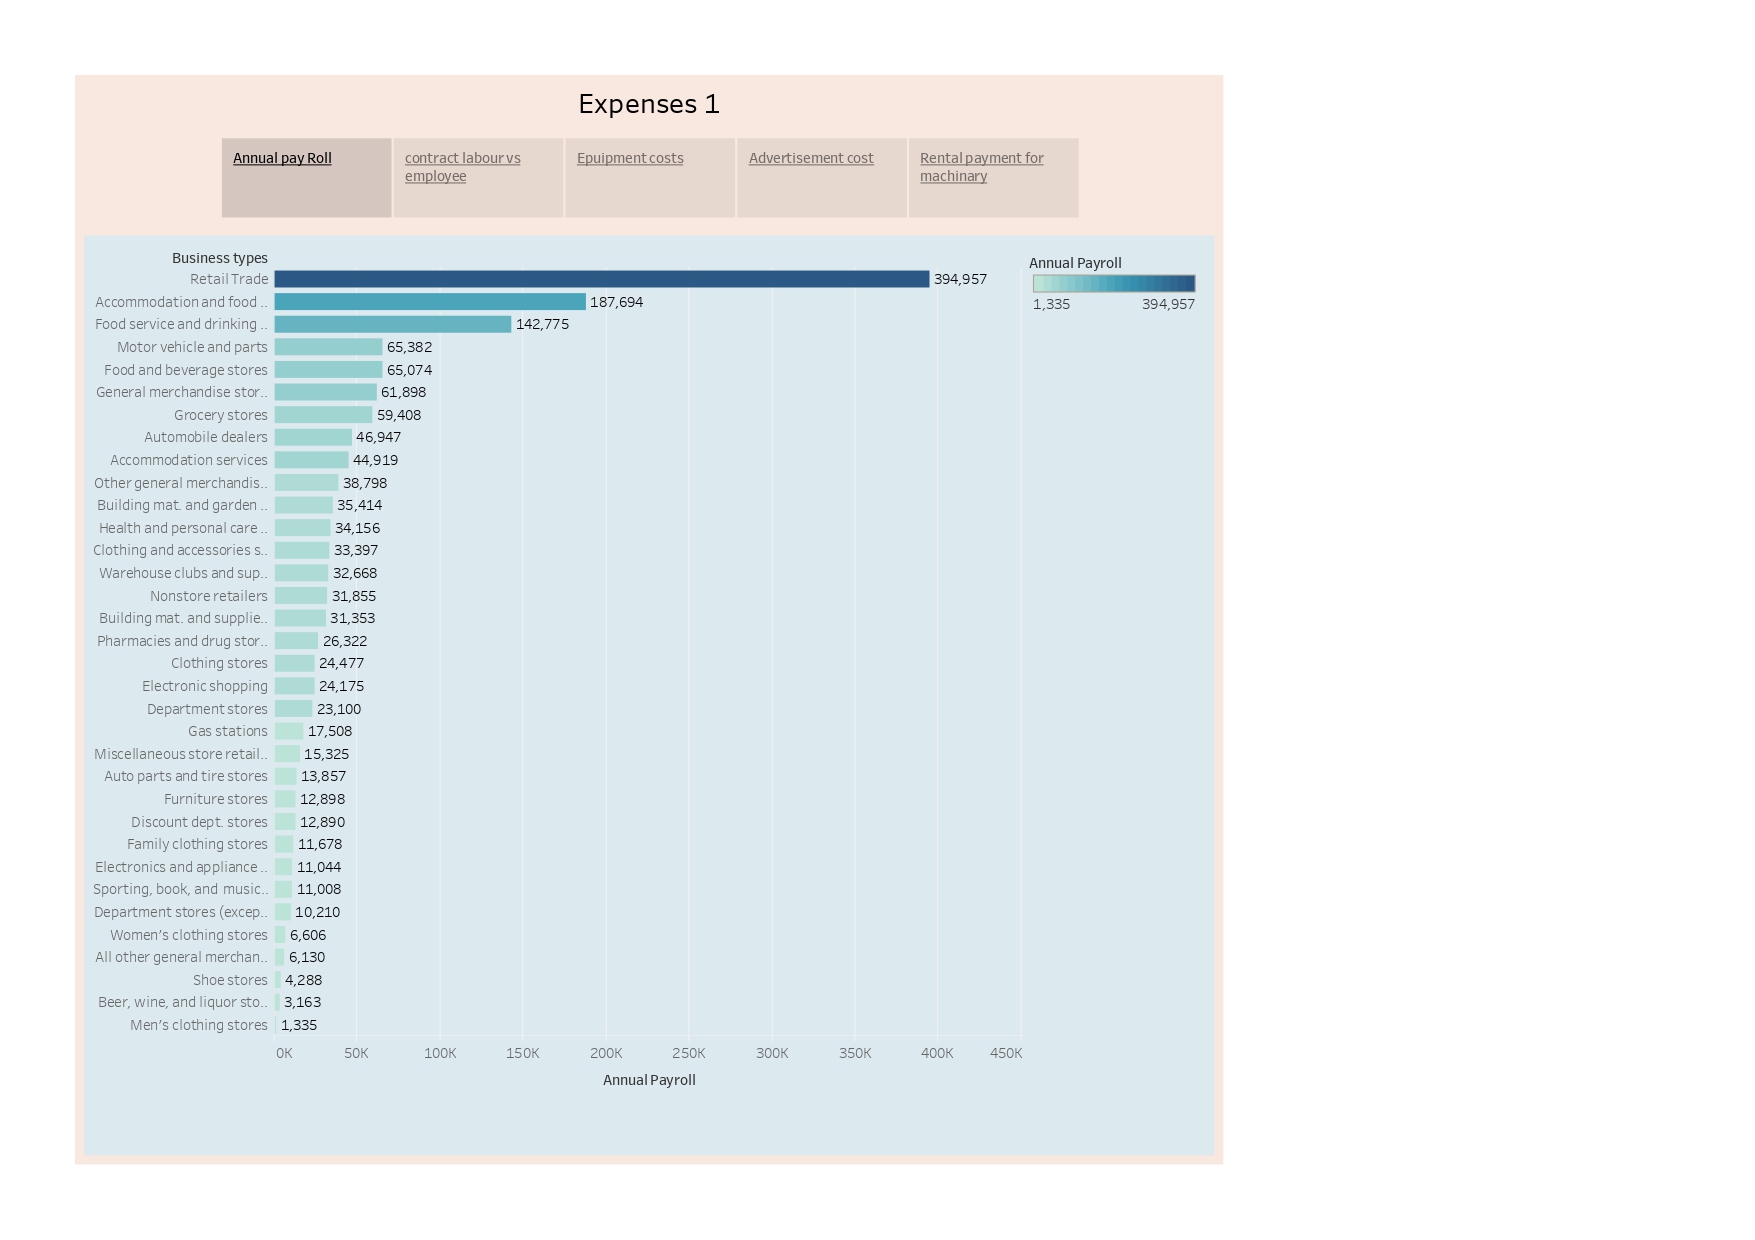 Expenses 1
Annual pay Roll
contract labour vs
employee
Epuipment costs
Advertisement cost
Rental payment for
machinary
Business types
Retail Trade 394,957
Accommodation and food .. 187,694
Food service and drinking .. 142,775
Motor vehicle and parts 65,382
Food and beverage stores 65,074
General merchandise stor.. 61,898
Grocery stores 59,408
Automobile dealers 46,947
Accommodation services 44,919
Other general merchandis.. 38,798
Building mat. and garden .. 35,414
Health and personal care .. 34,156
Clothing and accessories s.. 33,397
Warehouse clubs and sup.. 32,668
Nonstore retailers 31,855
Building mat. and supplie.. 31,353
Pharmacies and drug stor.. 26,322
Clothing stores 24,477
Electronic shopping 24,175
Department stores 23,100
Gas stations 17,508
Miscellaneous store retail.. 15,325
Auto parts and tire stores 13,857
Furniture stores 12,898
Discount dept. stores 12,890
Family clothing stores 11,678
Electronics and appliance .. 11,044
Sporting, book, and music.. 11,008
Department stores (excep.. 10,210
Women’s clothing stores 6,606
All other general merchan.. 6,130
Shoe stores 4,288
Beer, wine, and liquor sto.. 3,163
Men’s clothing stores 1,335
0K 50K 100K 150K 200K 250K 300K 350K 400K 450K
Annual Payroll
Annual Payroll
1,335 394,957